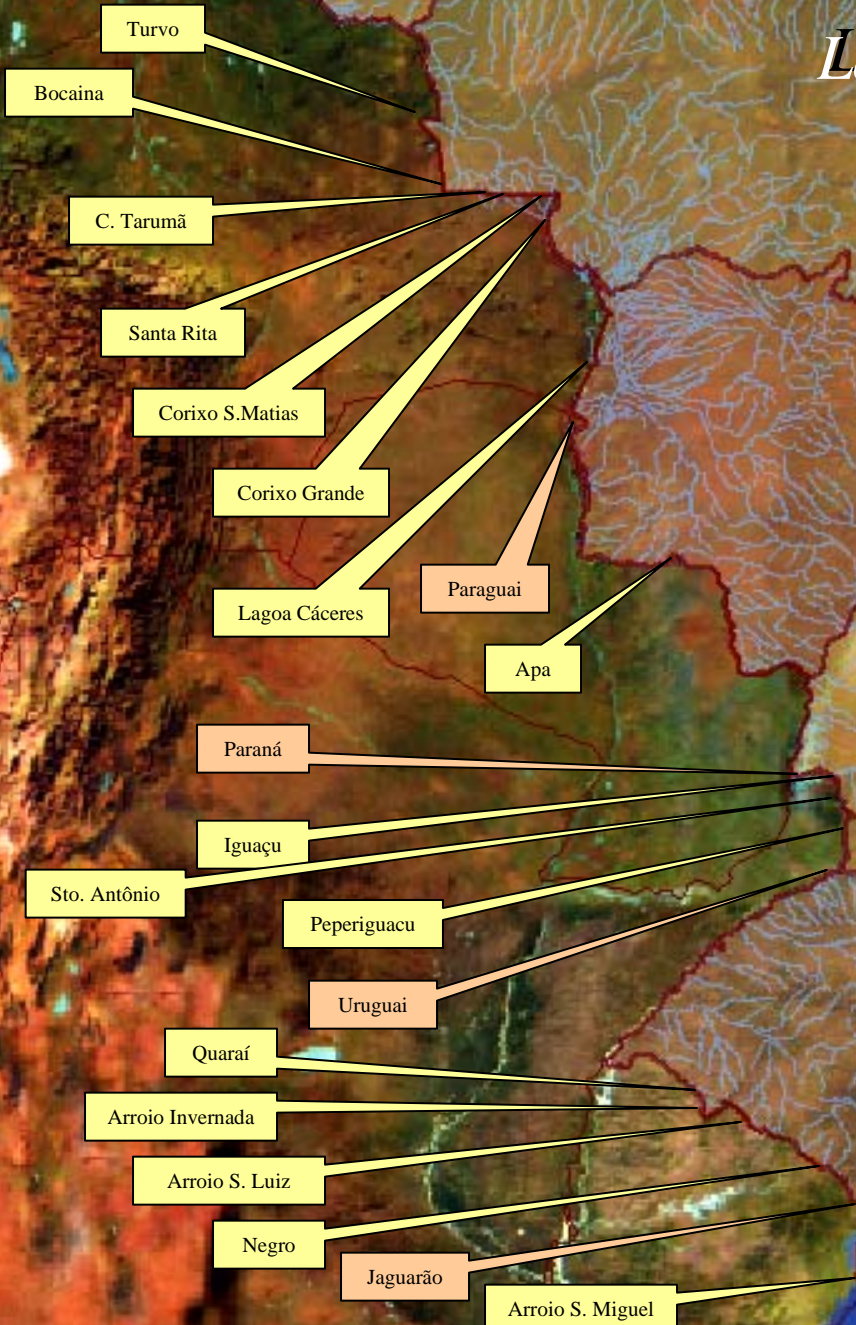 Turvo
Bocaina
C. Tarumã
Santa Rita
Corixo S.Matias
Corixo Grande
Lagoa Cáceres
Paraguai
Apa
Paraná
Iguaçu
Sto. Antônio
Peperiguacu
Uruguai
Quaraí
Arroio Invernada
Arroio S. Luiz
Negro
Jaguarão
Arroio S. Miguel